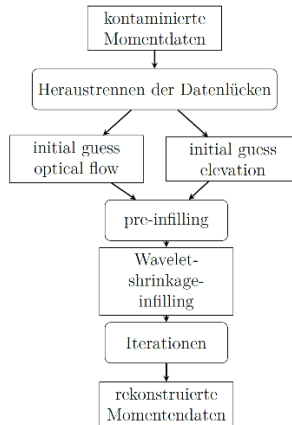 kontaminierte
Momentdaten
Heraustrennen der Datenlücken
initial guess
optical flow
initial guess
elevation
pre-infilling
Wavelet-
shrinkage-
infilling
Iterationen
rekonstruierte
Momentendaten